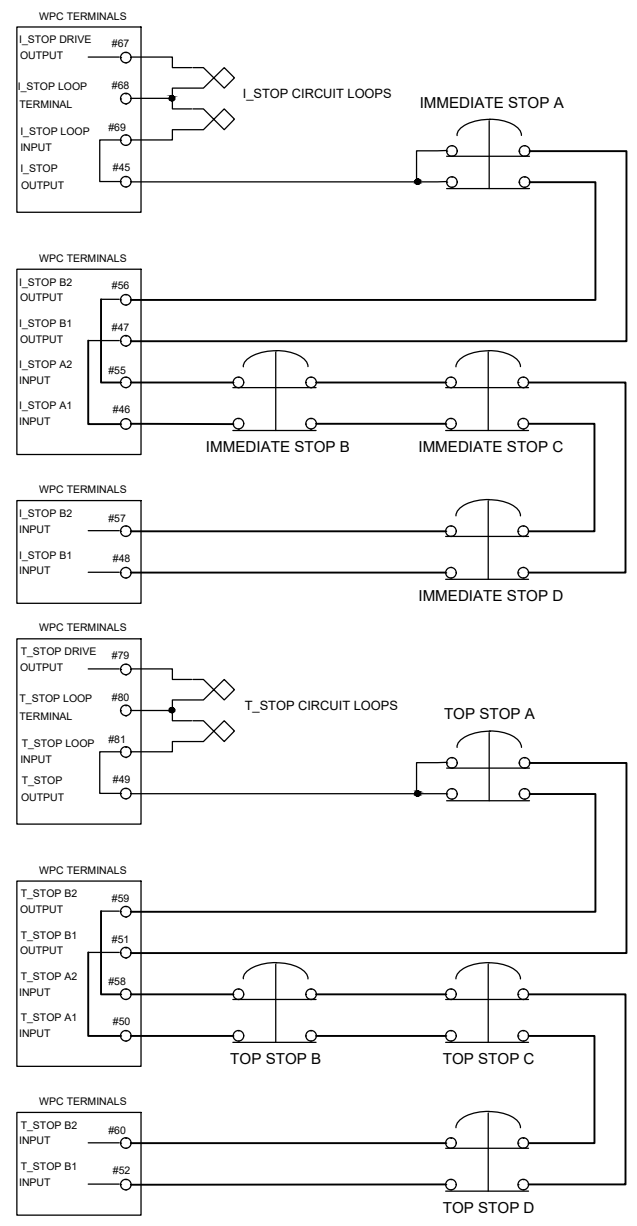 WPC TERMINALS
I_STOP DRIVE
OUTPUT
#67
I_STOP LOOP
TERMINAL
#68
I_STOP LOOP
INPUT
#69
I_STOP
OUTPUT
#45
I_STOP CIRCUIT LOOPS
IMMEDIATE STOP A
WPC TERMINALS
I_STOP B2
OUTPUT
#56
I_STOP B1
OUTPUT
#47
I_STOP A2
INPUT
#55
I_STOP A1
INPUT
#46
IMMEDIATE STOP B
IMMEDIATE STOP C
WPC TERMINALS
I_STOP B2
INPUT
#57
I_STOP B1
INPUT
#48
IMMEDIATE STOP D
WPC TERMINALS
T_STOP DRIVE
OUTPUT
#79
T_STOP LOOP
TERMINAL
#80
T_STOP LOOP
INPUT
#81
T_STOP
OUTPUT
#49
T_STOP CIRCUIT LOOPS
TOP STOP A
WPC TERMINALS
T_STOP B2
OUTPUT
#59
T_STOP B1
OUTPUT
#51
T_STOP A2
INPUT
#58
T_STOP A1
INPUT
#50
TOP STOP B
TOP STOP C
WPC TERMINALS
T_STOP B2
INPUT
#60
T_STOP B1
INPUT
#52
TOP STOP D